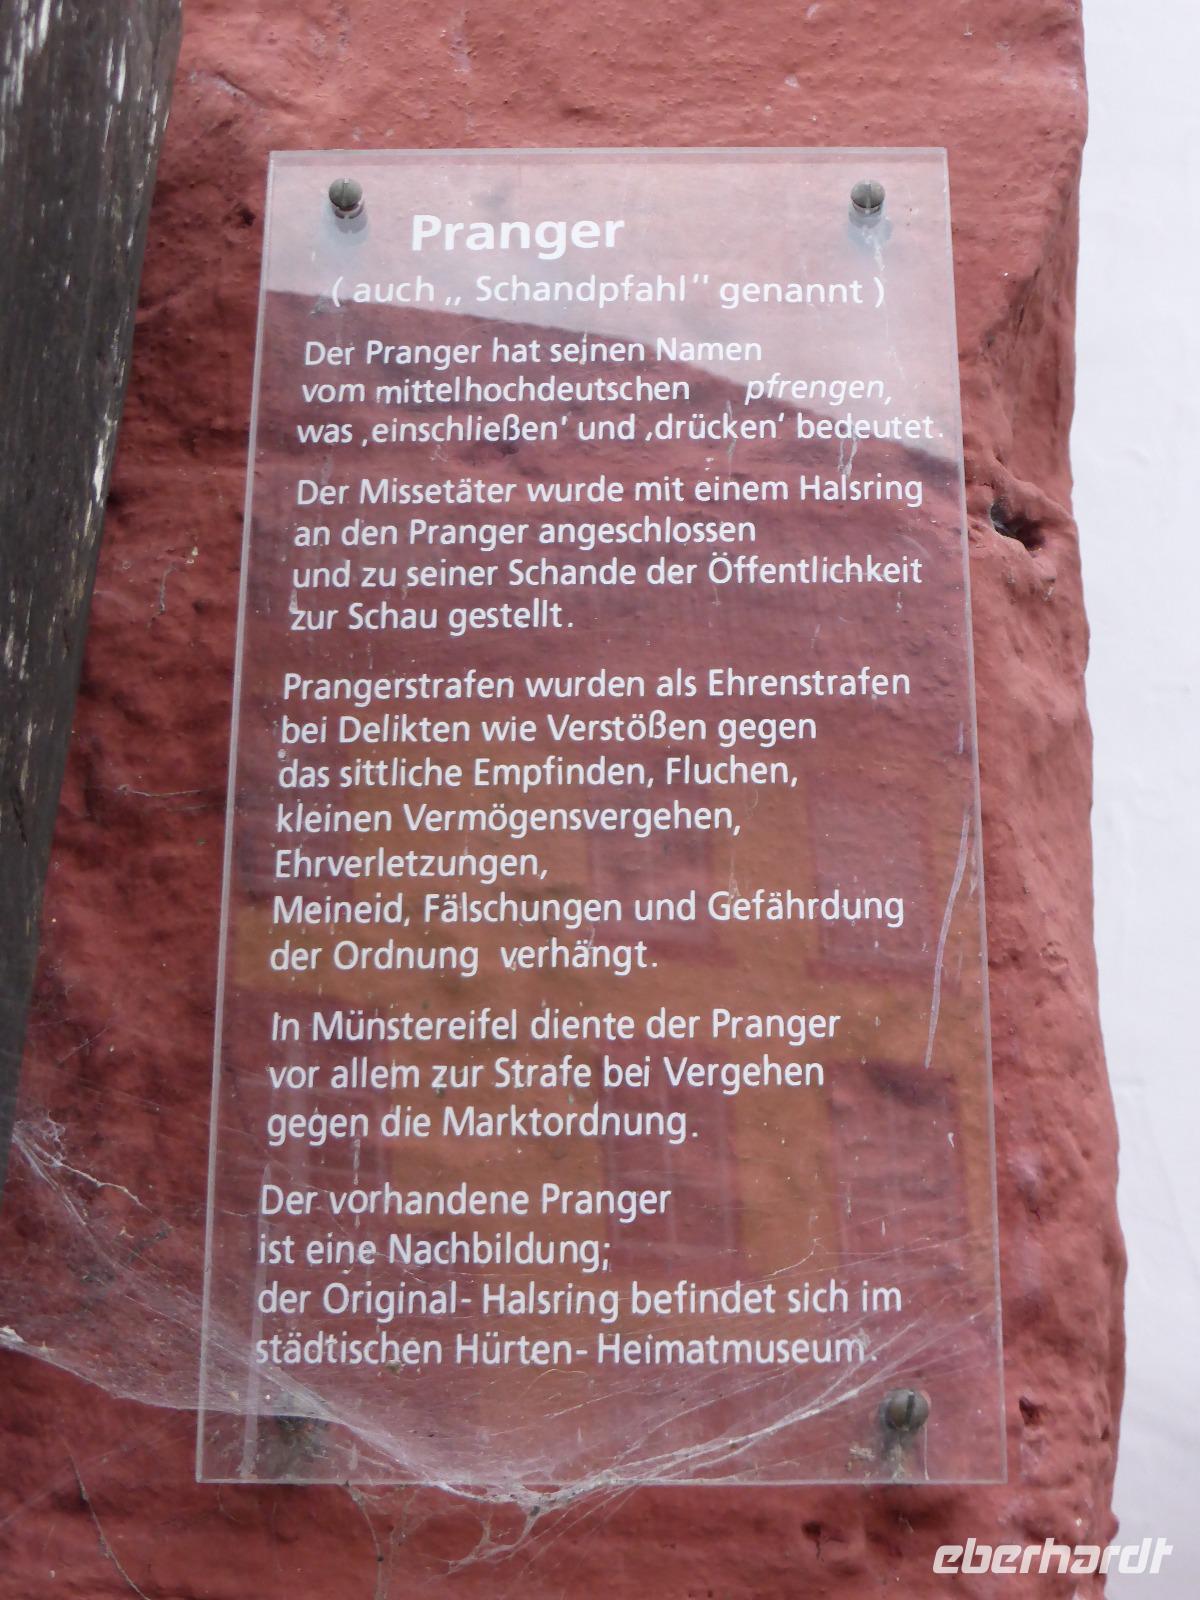 Pranger
( auch „ Schandpfahl" genannt )
Der Pranger hat seinen Namen
vom mittelhochdeutschen pfrengen,
was ‚einschließen' und ‚drücken' bedeutet.
Der Missetäter wurde mit einem Halsring
an den Pranger angeschlossen
und zu seiner Schande der Öffentlichkeit
zur Schau gestellt.
Prangerstrafen wurden als Ehrenstrafen
bei Delikten wie Verstößen gegen
das sittliche Empfinden, Fluchen,
kleinen Vermögensvergehen,
Ehrverletzungen,
Meineid, Fälschungen und Gefährdung
der Ordnung verhängt.
In Münstereifel diente der Pranger
vor allem zur Strafe bei Vergehen
gegen die Marktordnung.
Der vorhandene Pranger
ist eine Nachbildung;
der Original- Halsring befindet sich im
städtischen Hürten- Heimatmuseum.
eberhardt